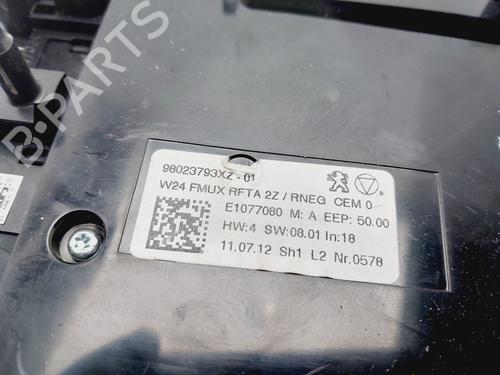 B-PARTS
98023793XZ-01
W24 FMUX RFTA 2Z / RNEG CEM 0
E1077060 M: A EEP: 50.00
HW:4 SW:08.01 In:18
11.07.12 Sh1 L2 Nr.0578